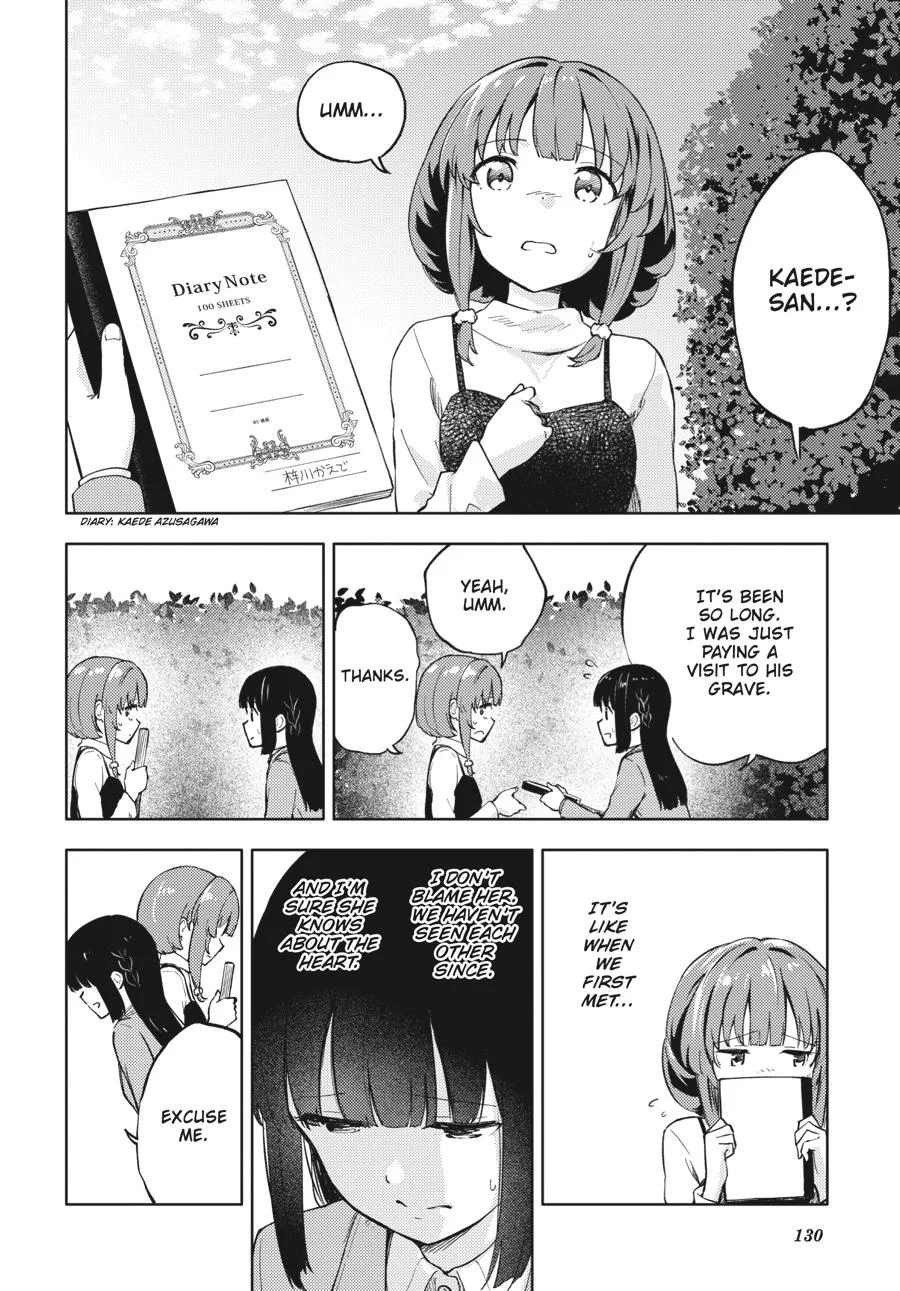 KAEDE-
SAN...?
UMM...
Diary Note
100 SHEETS
梓川かえで
DIARY: KAEDE AZUSAGAWA
IT'S BEEN
SO LONG.
I WAS JUST
PAYING A
VISIT TO HIS
GRAVE.
YEAH,
UMM.
THANKS.
IT'S
LIKE
WHEN
WE
FIRST
MET...
I DON'T
BLAME HER.
WE HAVEN'T
SEEN EACH
OTHER
SINCE.
AND I'M
SURE SHE
KNOWS
ABOUT THE
HEART.
EXCUSE
ME.
130